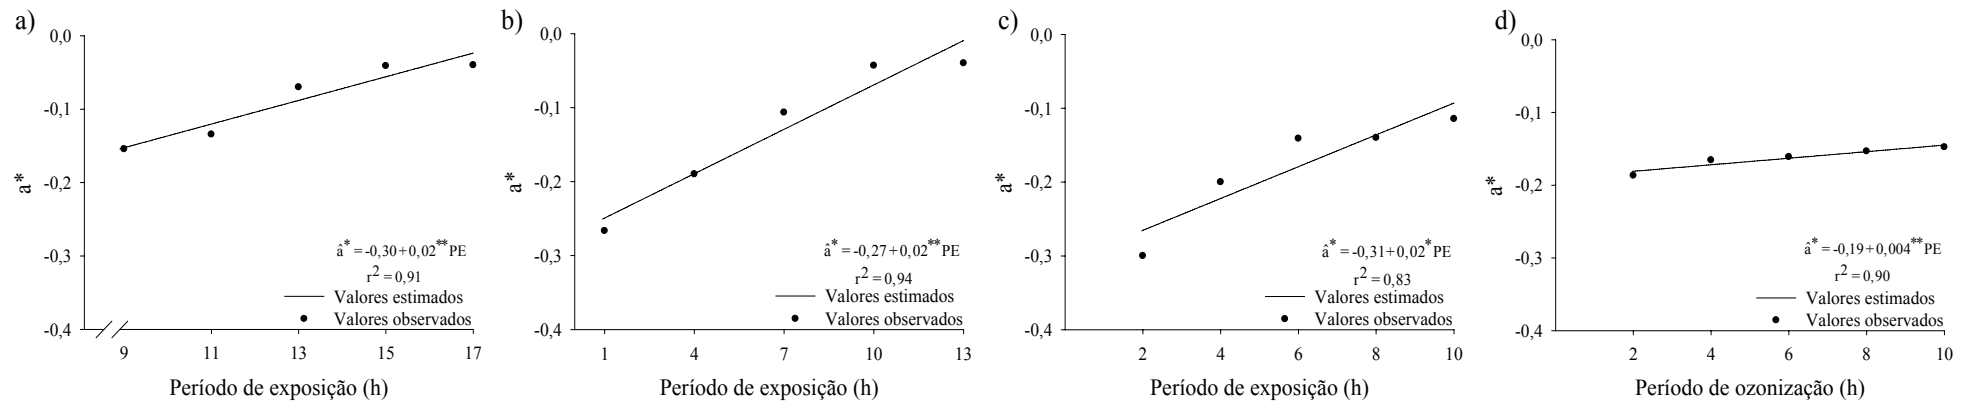 a)
0,0
-0,1
-0,2
-0,3
-0,4
a*
9 11 13 15 17
Período de exposição (h)
â* = -0,30+0,02**PE
r² = 0,91
Valores estimados
Valores observados
b)
0,0
-0,1
-0,2
-0,3
-0,4
a*
1 4 7 10 13
Período de exposição (h)
â* = -0,27+0,02**PE
r² = 0,94
Valores estimados
Valores observados
c)
0,0
-0,1
-0,2
-0,3
-0,4
a*
2 4 6 8 10
Período de exposição (h)
â* = -0,31+0,02*PE
r² = 0,83
Valores estimados
Valores observados
d)
0,0
-0,1
-0,2
-0,3
-0,4
a*
2 4 6 8 10
Período de ozonização (h)
â* = -0,19+0,004**PE
r² = 0,90
Valores estimados
Valores observados